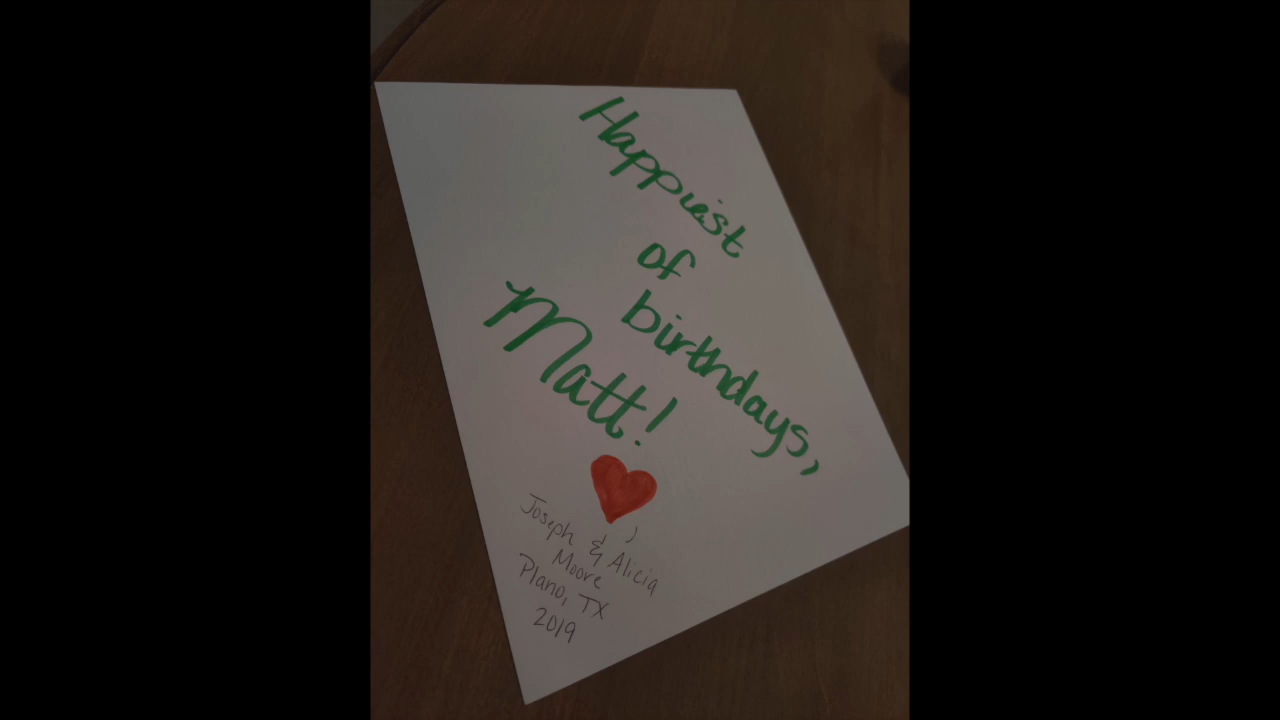 Happiest
of
birthdays,
Matt!
, Joseph & Alicia
Moore
Plano, TX
2019